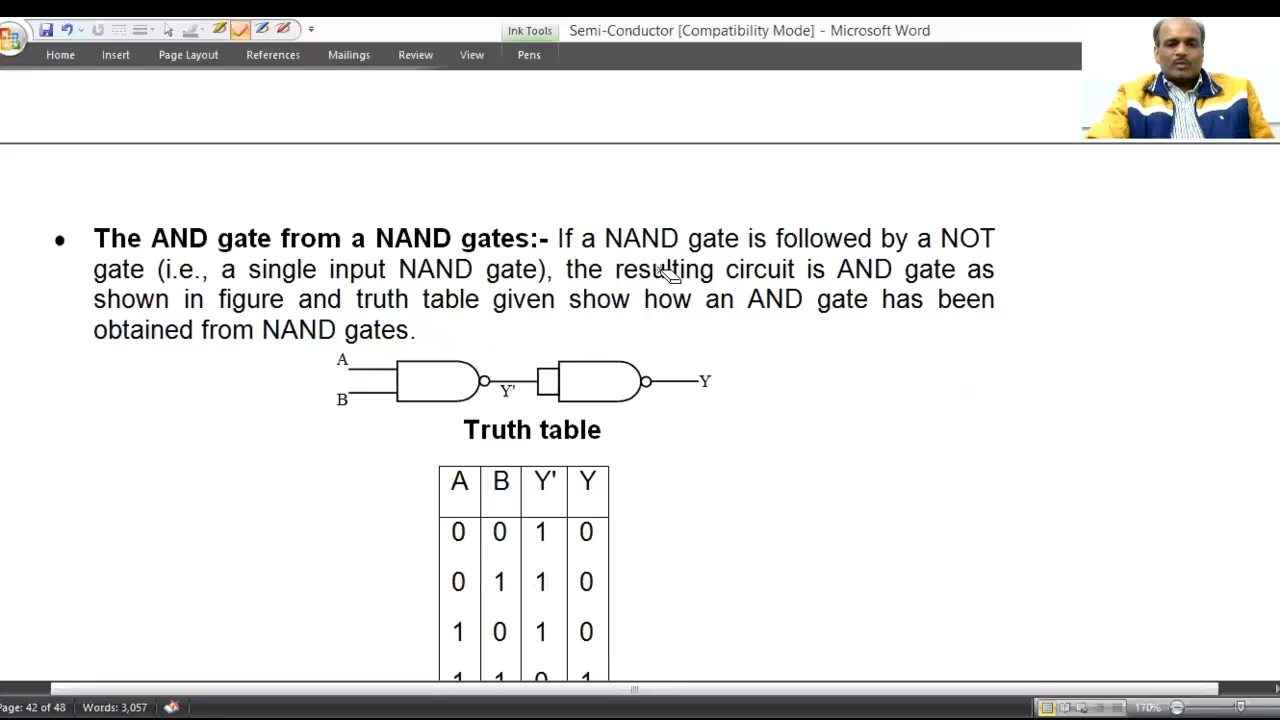 Ink Tools
Semi-Conductor [Compatibility Mode] - Microsoft Word
Home Insert Page Layout References Mailings Review View Pens
• The AND gate from a NAND gates:- If a NAND gate is followed by a NOT
gate (i.e., a single input NAND gate), the resulting circuit is AND gate as
shown in figure and truth table given show how an AND gate has been
obtained from NAND gates.
A
B
Y'
Y
Truth table
A B Y' Y
0 0 1 0
0 1 1 0
1 0 1 0
1 1 0 1
Page: 42 of 48 Words: 3,057 170%